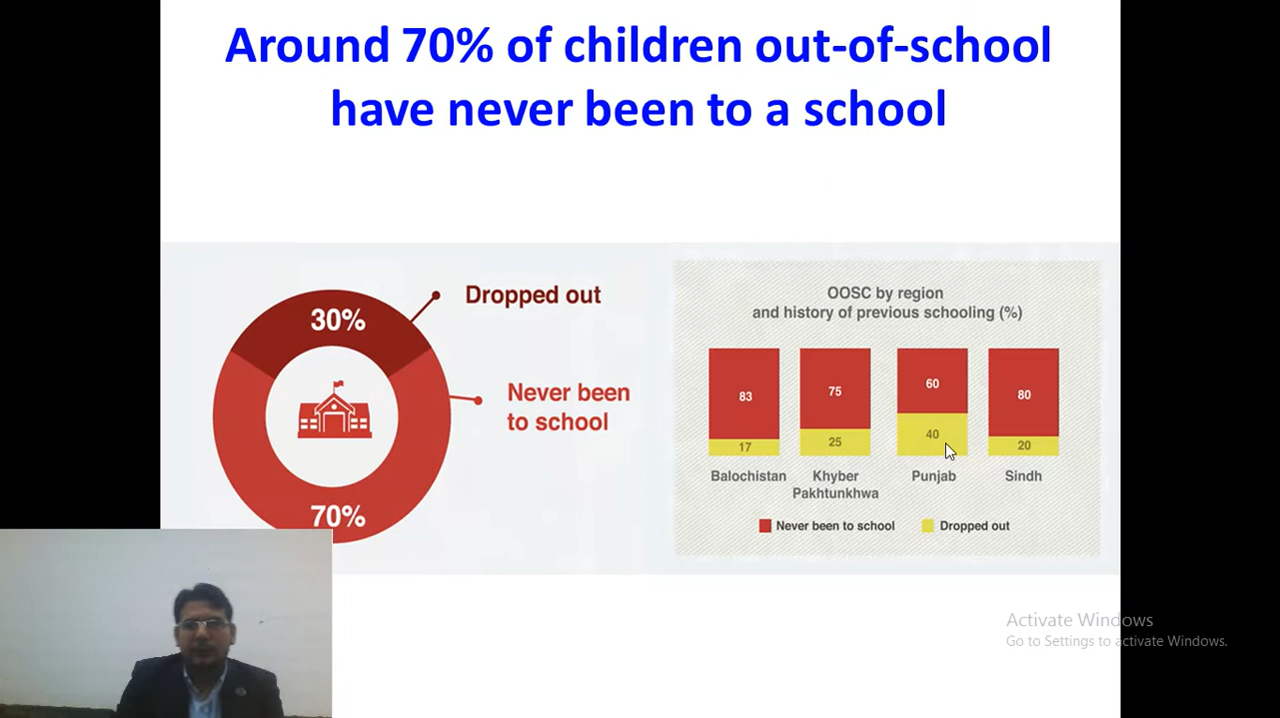 Around 70% of children out-of-school
have never been to a school
30%
Dropped out
Never been
to school
70%
OOSC by region
and history of previous schooling (%)
83
17
Balochistan
75
25
Khyber
Pakhtunkhwa
60
40
Punjab
80
20
Sindh
Never been to school
Dropped out
Activate Windows
Go to Settings to activate Windows.